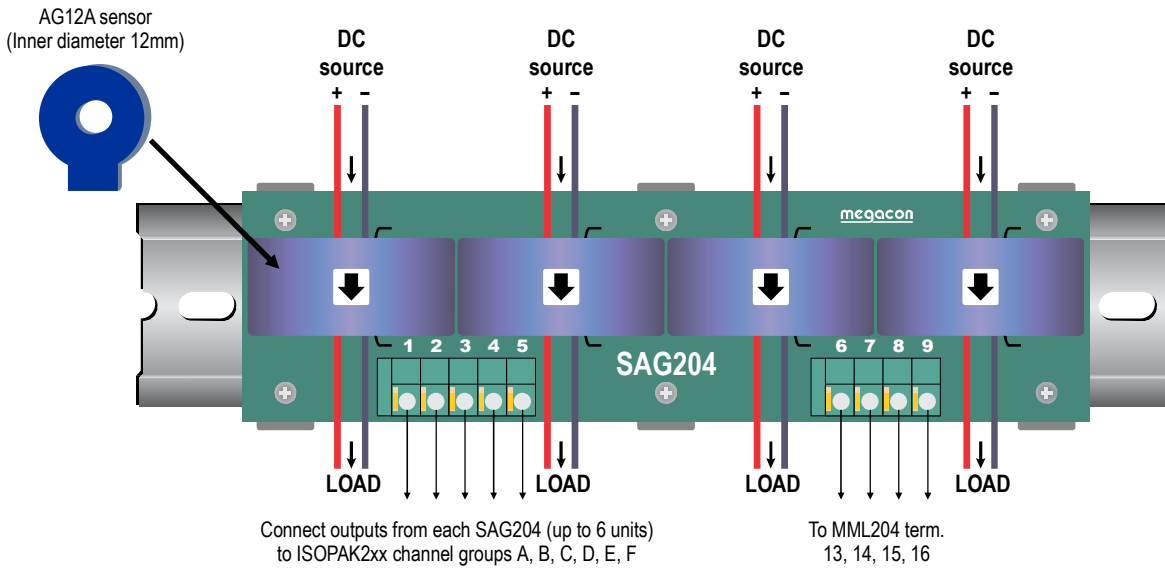 AG12A sensor
(Inner diameter 12mm)
DC
source
+ –
DC
source
+ –
DC
source
+ –
DC
source
+ –
megacon
1 2 3 4 5
SAG204
6 7 8 9
LOAD
LOAD
LOAD
LOAD
Connect outputs from each SAG204 (up to 6 units)
to ISOPAK2xx channel groups A, B, C, D, E, F
To MML204 term.
13, 14, 15, 16